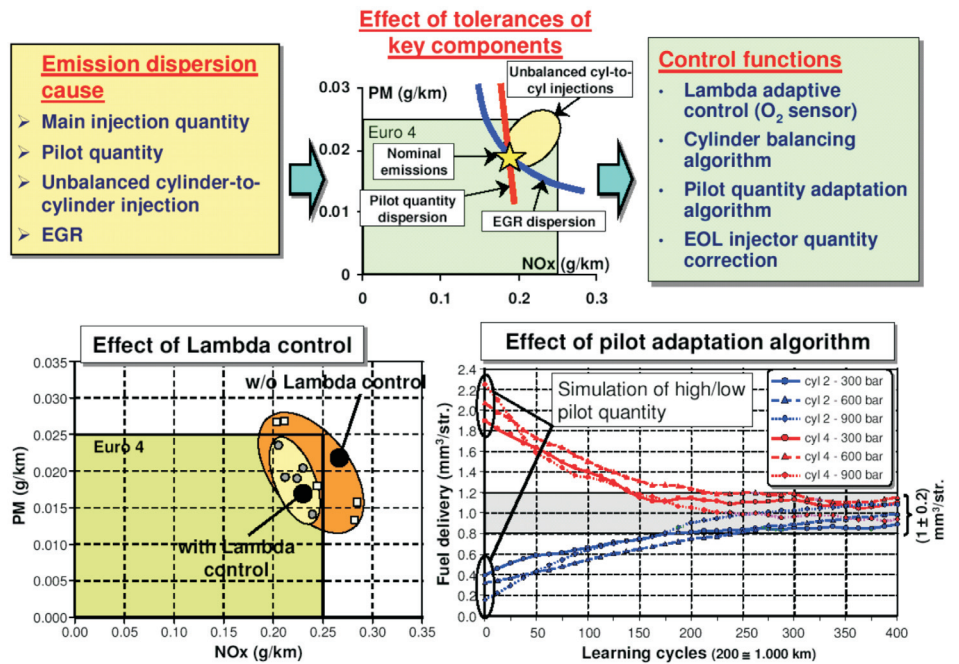 Effect of tolerances of
key components
Emission dispersion
cause
➢ Main injection quantity
➢ Pilot quantity
➢ Unbalanced cylinder-to-
cylinder injection
➢ EGR
0.03
0.02
0.01
0
PM (g/km)
Unbalanced cyl-to-
cyl injections
Euro 4
Nominal
emissions
Pilot quantity
dispersion
EGR dispersion
NOx (g/km)
0 0.1 0.2 0.3
Control functions
• Lambda adaptive
control (O₂ sensor)
• Cylinder balancing
algorithm
• Pilot quantity adaptation
algorithm
• EOL injector quantity
correction
Effect of Lambda control
w/o Lambda control
Euro 4
with Lambda
control
PM (g/km)
0.035
0.030
0.025
0.020
0.015
0.010
0.005
0.000
0.00 0.05 0.10 0.15 0.20 0.25 0.30 0.35
NOx (g/km)
Effect of pilot adaptation algorithm
Simulation of high/low
pilot quantity
cyl 2 - 300 bar
cyl 2 - 600 bar
cyl 2 - 900 bar
cyl 4 - 300 bar
cyl 4 - 600 bar
cyl 4 - 900 bar
Fuel delivery (mm³/str.)
2.4
2.2
2.0
1.8
1.6
1.4
1.2
1.0
0.8
0.6
0.4
0.2
0.0
(1 ± 0.2)
mm³/str.
0 50 100 150 200 250 300 350 400
Learning cycles (200 ≅ 1.000 km)